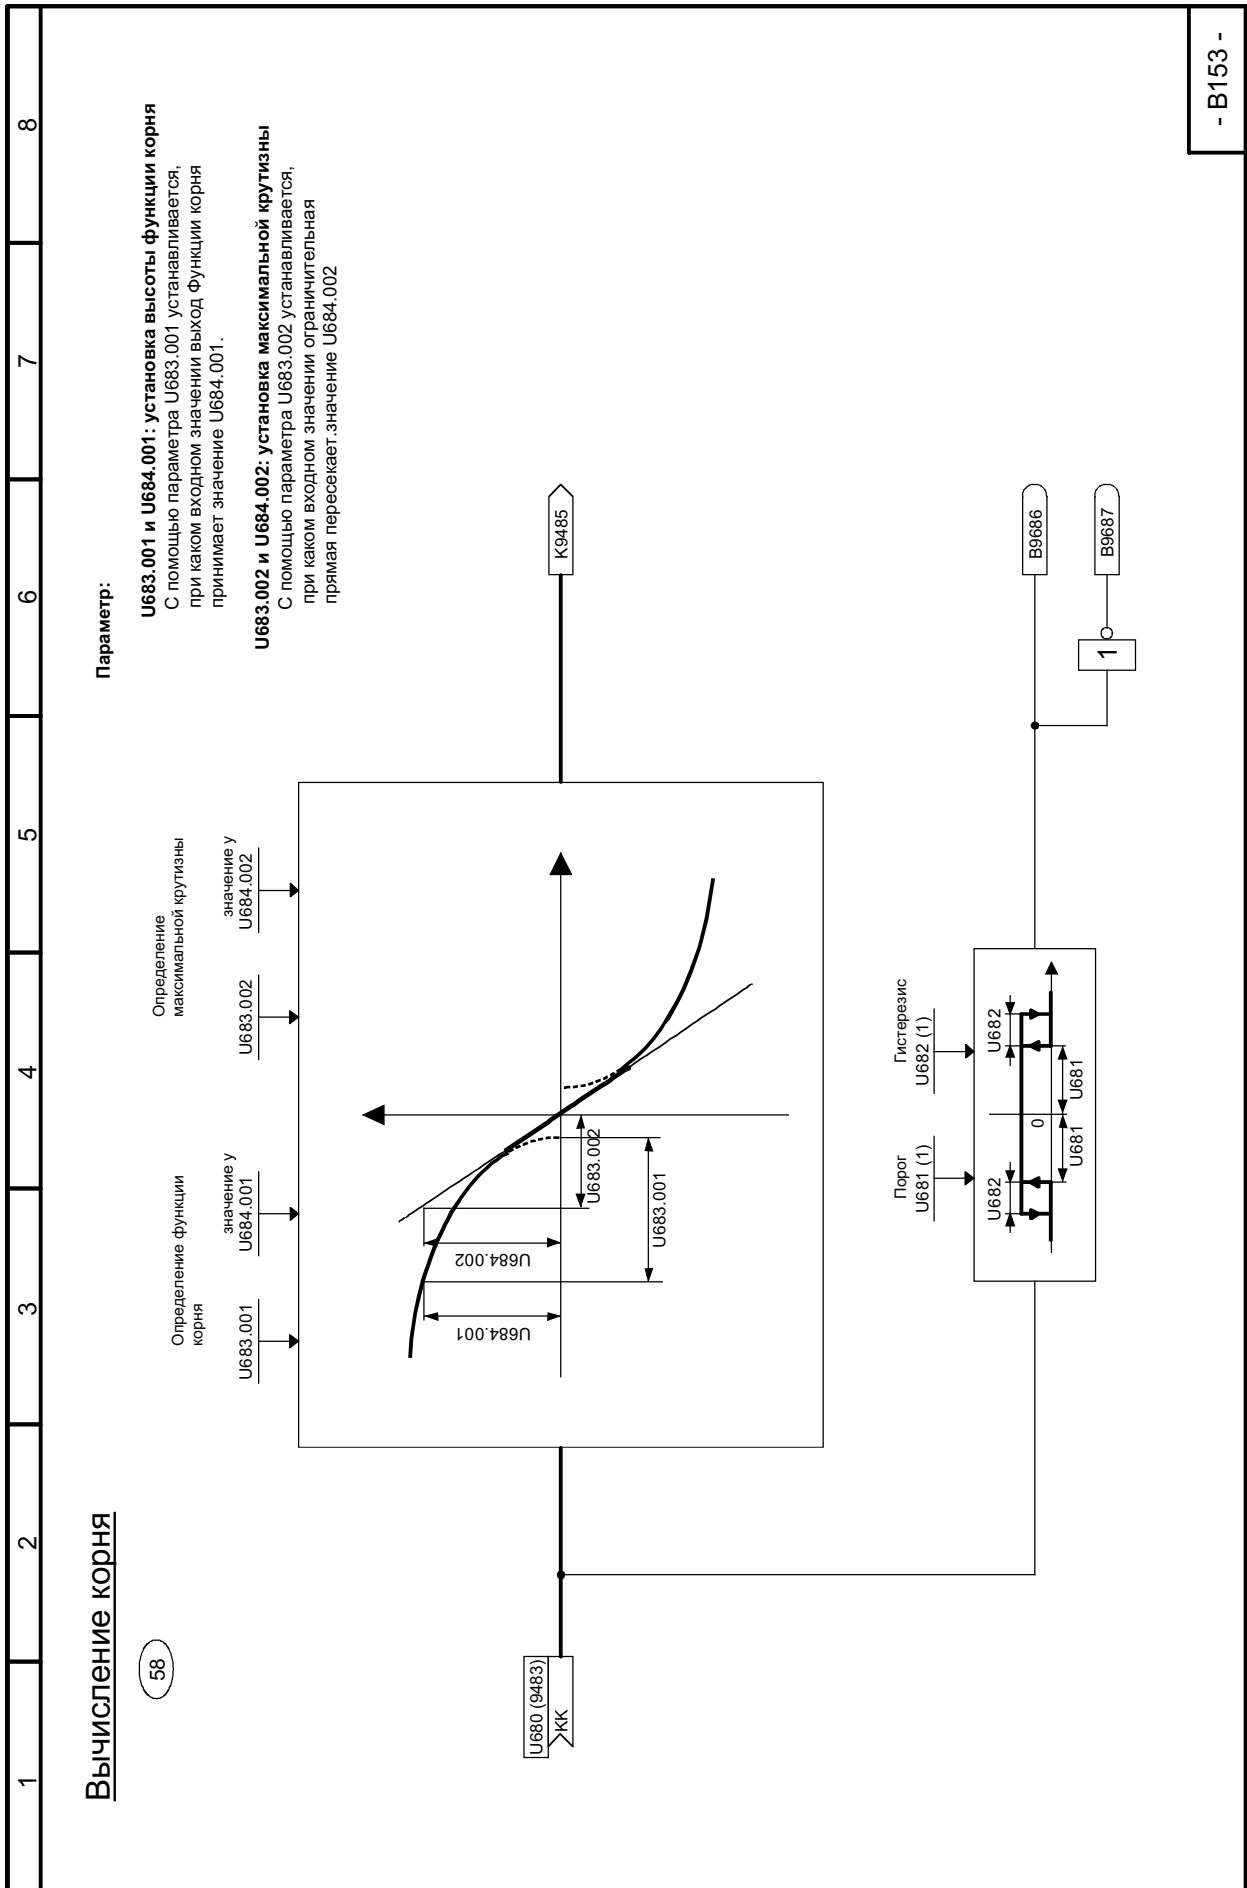 1
2
3
4
5
6
7
8
Вычисление корня
58
Параметр:
U683.001 и U684.001: установка высоты функции корня
С помощью параметра U683.001 устанавливается,
при каком входном значении выход Функции корня
принимает значение U684.001.
U683.002 и U684.002: установка максимальной крутизны
С помощью параметра U683.002 устанавливается,
при каком входном значении ограничительная
прямая пересекает.значение U684.002
Определение функции
корня
U683.001
значение y
U684.001
Определение
максимальной крутизны
U683.002
значение y
U684.002
U684.001
U684.002
U683.002
U683.001
U680 (9483)
KK
K9485
Порог
U681 (1)
Гистерезис
U682 (1)
U682
U682
0
U681
U681
1
B9686
B9687
- B153 -